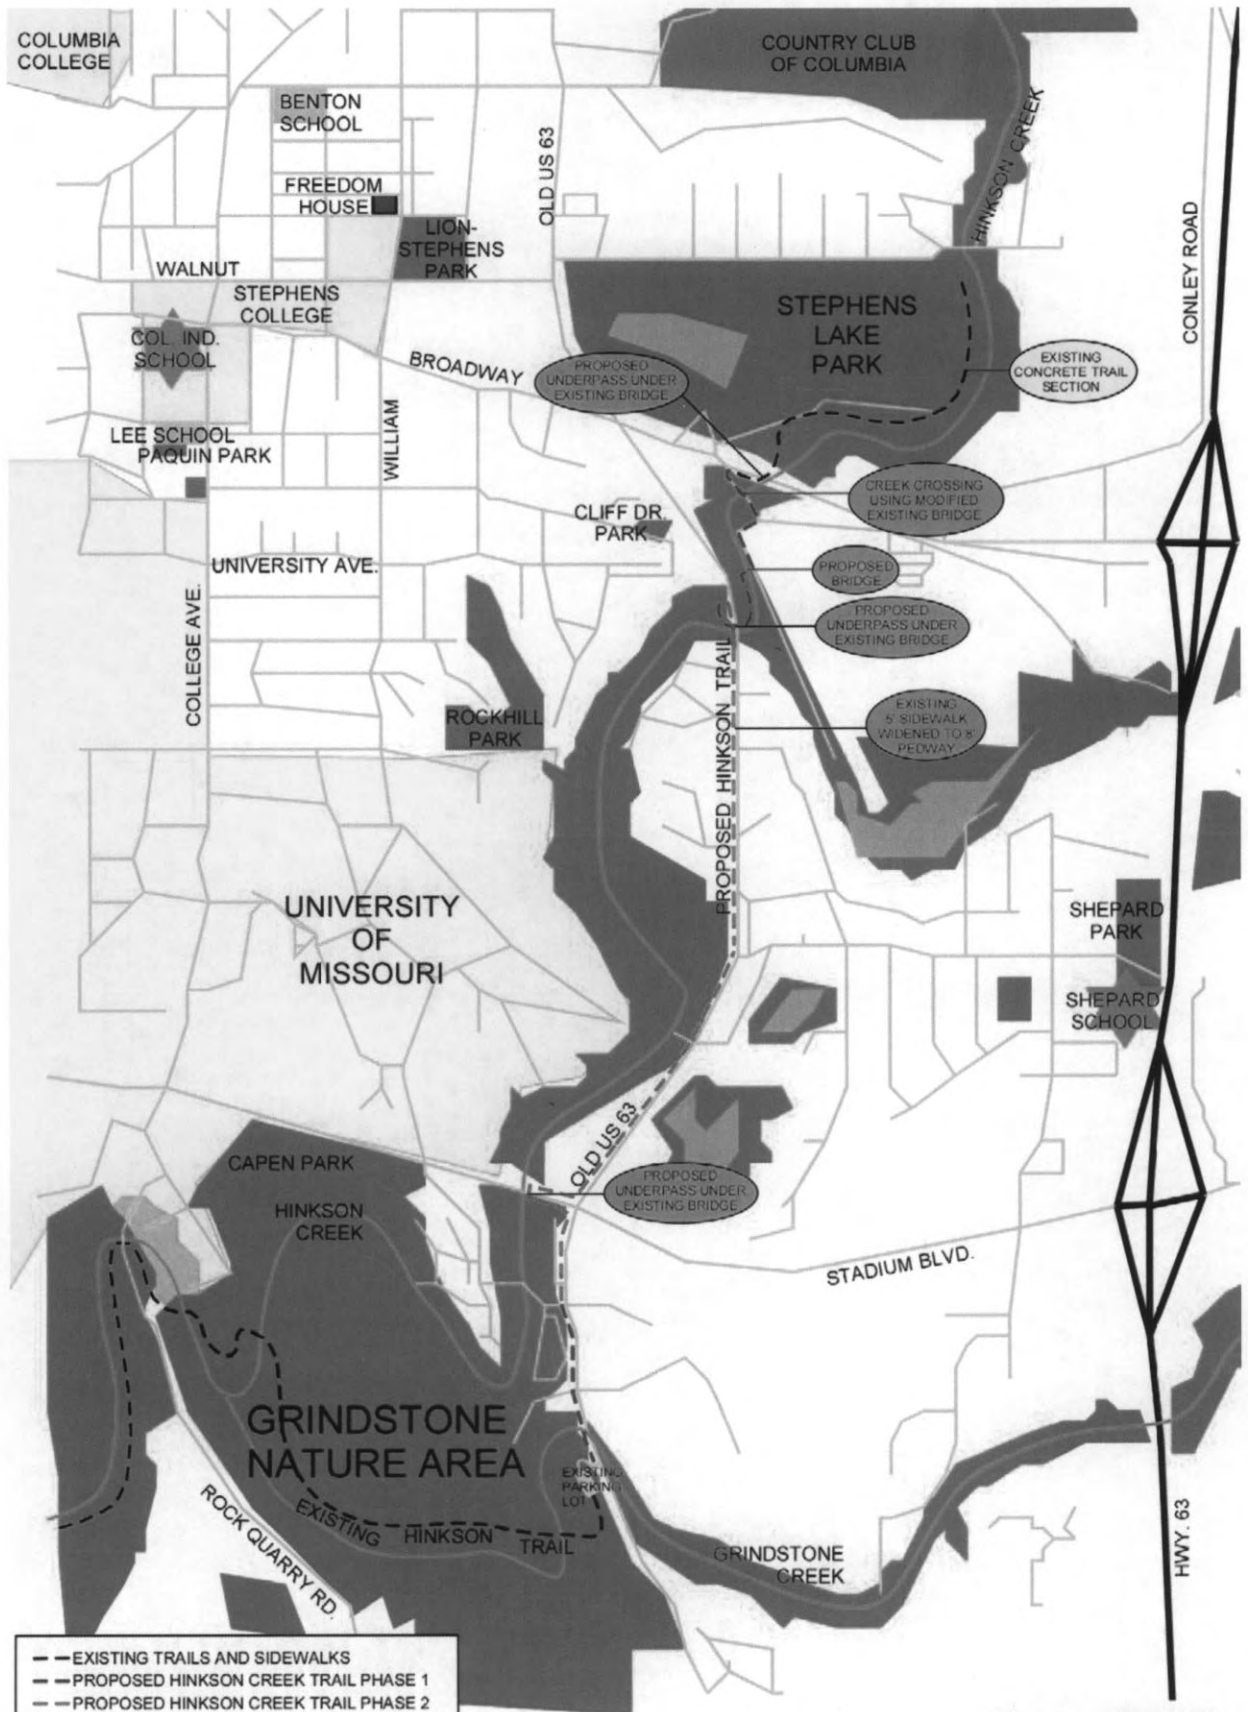 COLUMBIA
COLLEGE
COUNTRY CLUB
OF COLUMBIA
BENTON
SCHOOL
HINKSON CREEK
OLD US 63
FREEDOM
HOUSE
LION-
STEPHENS
PARK
CONLEY ROAD
WALNUT
STEPHENS
COLLEGE
STEPHENS
LAKE
PARK
COL. IND.
SCHOOL
BROADWAY
PROPOSED
UNDERPASS UNDER
EXISTING BRIDGE
EXISTING
CONCRETE TRAIL
SECTION
WILLIAM
LEE SCHOOL
PAQUIN PARK
CREEK CROSSING
USING MODIFIED
EXISTING BRIDGE
CLIFF DR.
PARK
UNIVERSITY AVE.
PROPOSED
BRIDGE
COLLEGE AVE.
PROPOSED
UNDERPASS UNDER
EXISTING BRIDGE
PROPOSED HINKSON TRAIL
ROCKHILL
PARK
EXISTING
5' SIDEWALK
WIDENED TO 8'
PEDWAY
UNIVERSITY
OF
MISSOURI
SHEPARD
PARK
SHEPARD
SCHOOL
OLD US 63
CAPEN PARK
PROPOSED
UNDERPASS UNDER
EXISTING BRIDGE
HINKSON
CREEK
STADIUM BLVD.
GRINDSTONE
NATURE AREA
EXISTING
PARKING
LOT
ROCK QUARRY RD.
EXISTING HINKSON TRAIL
GRINDSTONE
CREEK
HWY. 63
EXISTING TRAILS AND SIDEWALKS
PROPOSED HINKSON CREEK TRAIL PHASE 1
PROPOSED HINKSON CREEK TRAIL PHASE 2